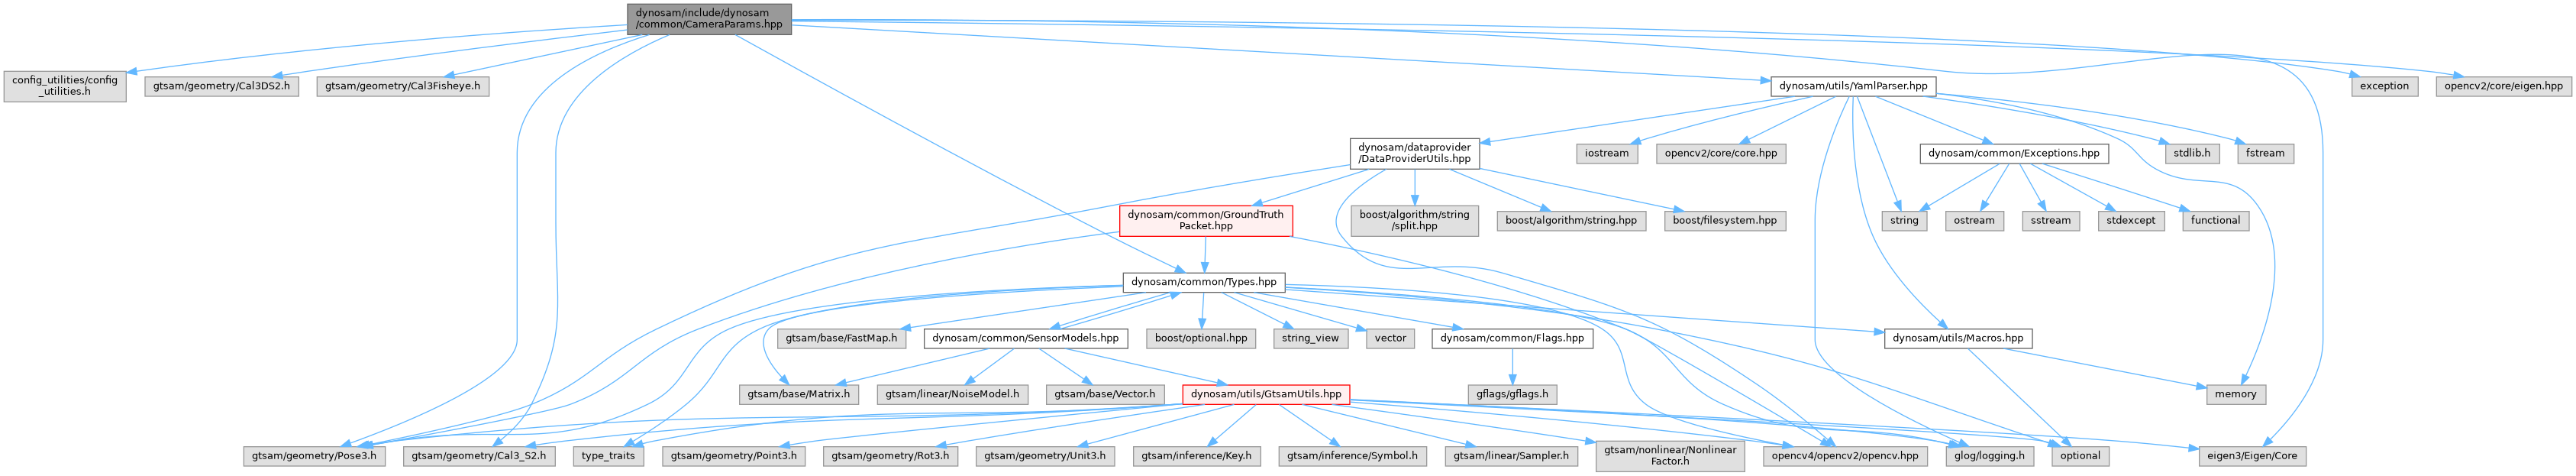 dynosam/include/dynosam
/common/CameraParams.hpp
config_utilities/config
_utilities.h
gtsam/geometry/Cal3DS2.h
gtsam/geometry/Cal3Fisheye.h
dynosam/utils/YamlParser.hpp
exception
opencv2/core/eigen.hpp
dynosam/dataprovider
/DataProviderUtils.hpp
iostream
opencv2/core/core.hpp
dynosam/common/Exceptions.hpp
stdlib.h
fstream
dynosam/common/GroundTruth
Packet.hpp
boost/algorithm/string
/split.hpp
boost/algorithm/string.hpp
boost/filesystem.hpp
string
ostream
sstream
stdexcept
functional
dynosam/common/Types.hpp
gtsam/base/FastMap.h
dynosam/common/SensorModels.hpp
boost/optional.hpp
string_view
vector
dynosam/common/Flags.hpp
dynosam/utils/Macros.hpp
gtsam/base/Matrix.h
gtsam/linear/NoiseModel.h
gtsam/base/Vector.h
dynosam/utils/GtsamUtils.hpp
gflags/gflags.h
memory
gtsam/geometry/Pose3.h
gtsam/geometry/Cal3_S2.h
type_traits
gtsam/geometry/Point3.h
gtsam/geometry/Rot3.h
gtsam/geometry/Unit3.h
gtsam/inference/Key.h
gtsam/inference/Symbol.h
gtsam/linear/Sampler.h
gtsam/nonlinear/Nonlinear
Factor.h
opencv4/opencv2/opencv.hpp
glog/logging.h
optional
eigen3/Eigen/Core